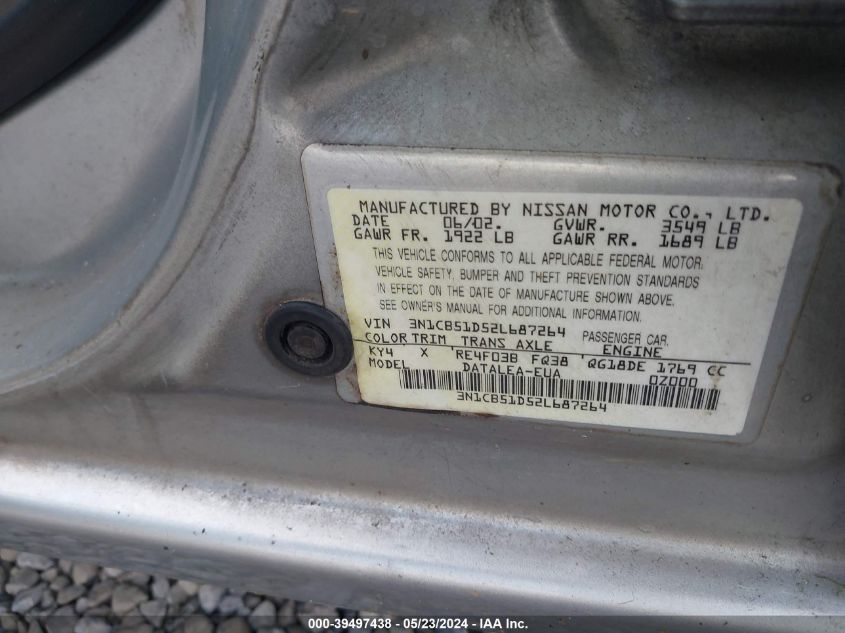 MANUFACTURED BY NISSAN MOTOR CO., LTD.
DATE 06/02. GVWR. 3549 LB
GAWR FR. 1922 LB GAWR RR. 1689 LB
THIS VEHICLE CONFORMS TO ALL APPLICABLE FEDERAL MOTOR
VEHICLE SAFETY, BUMPER AND THEFT PREVENTION STANDARDS
IN EFFECT ON THE DATE OF MANUFACTURE SHOWN ABOVE.
SEE OWNER'S MANUAL FOR ADDITIONAL INFORMATION.
VIN 3N1CB51D52L687264 PASSENGER CAR.
COLOR TRIM TRANS AXLE ENGINE
KY4 X RE4F03B FQ38 QG18DE 1769 CC
MODEL DATALEA-EUA 0Z000
3N1CB51D52L687264
000-39497438 - 05/23/2024 - IAA Inc.